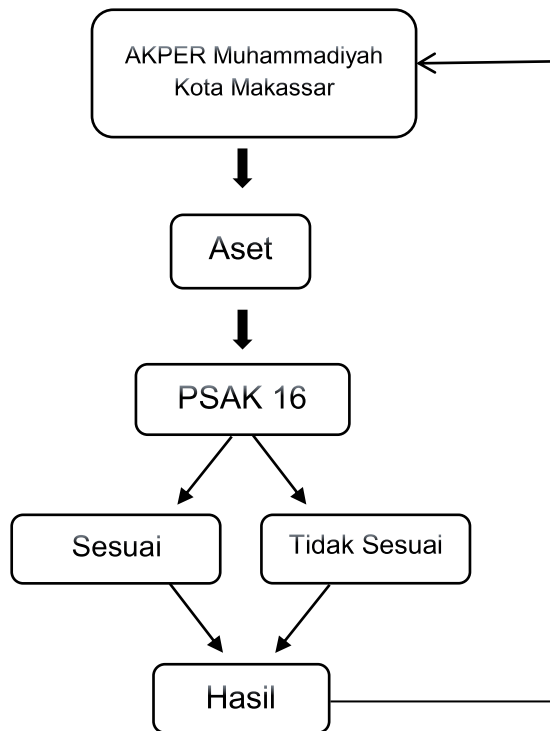 AKPER Muhammadiyah
Kota Makassar
Aset
PSAK 16
Sesuai
Tidak Sesuai
Hasil